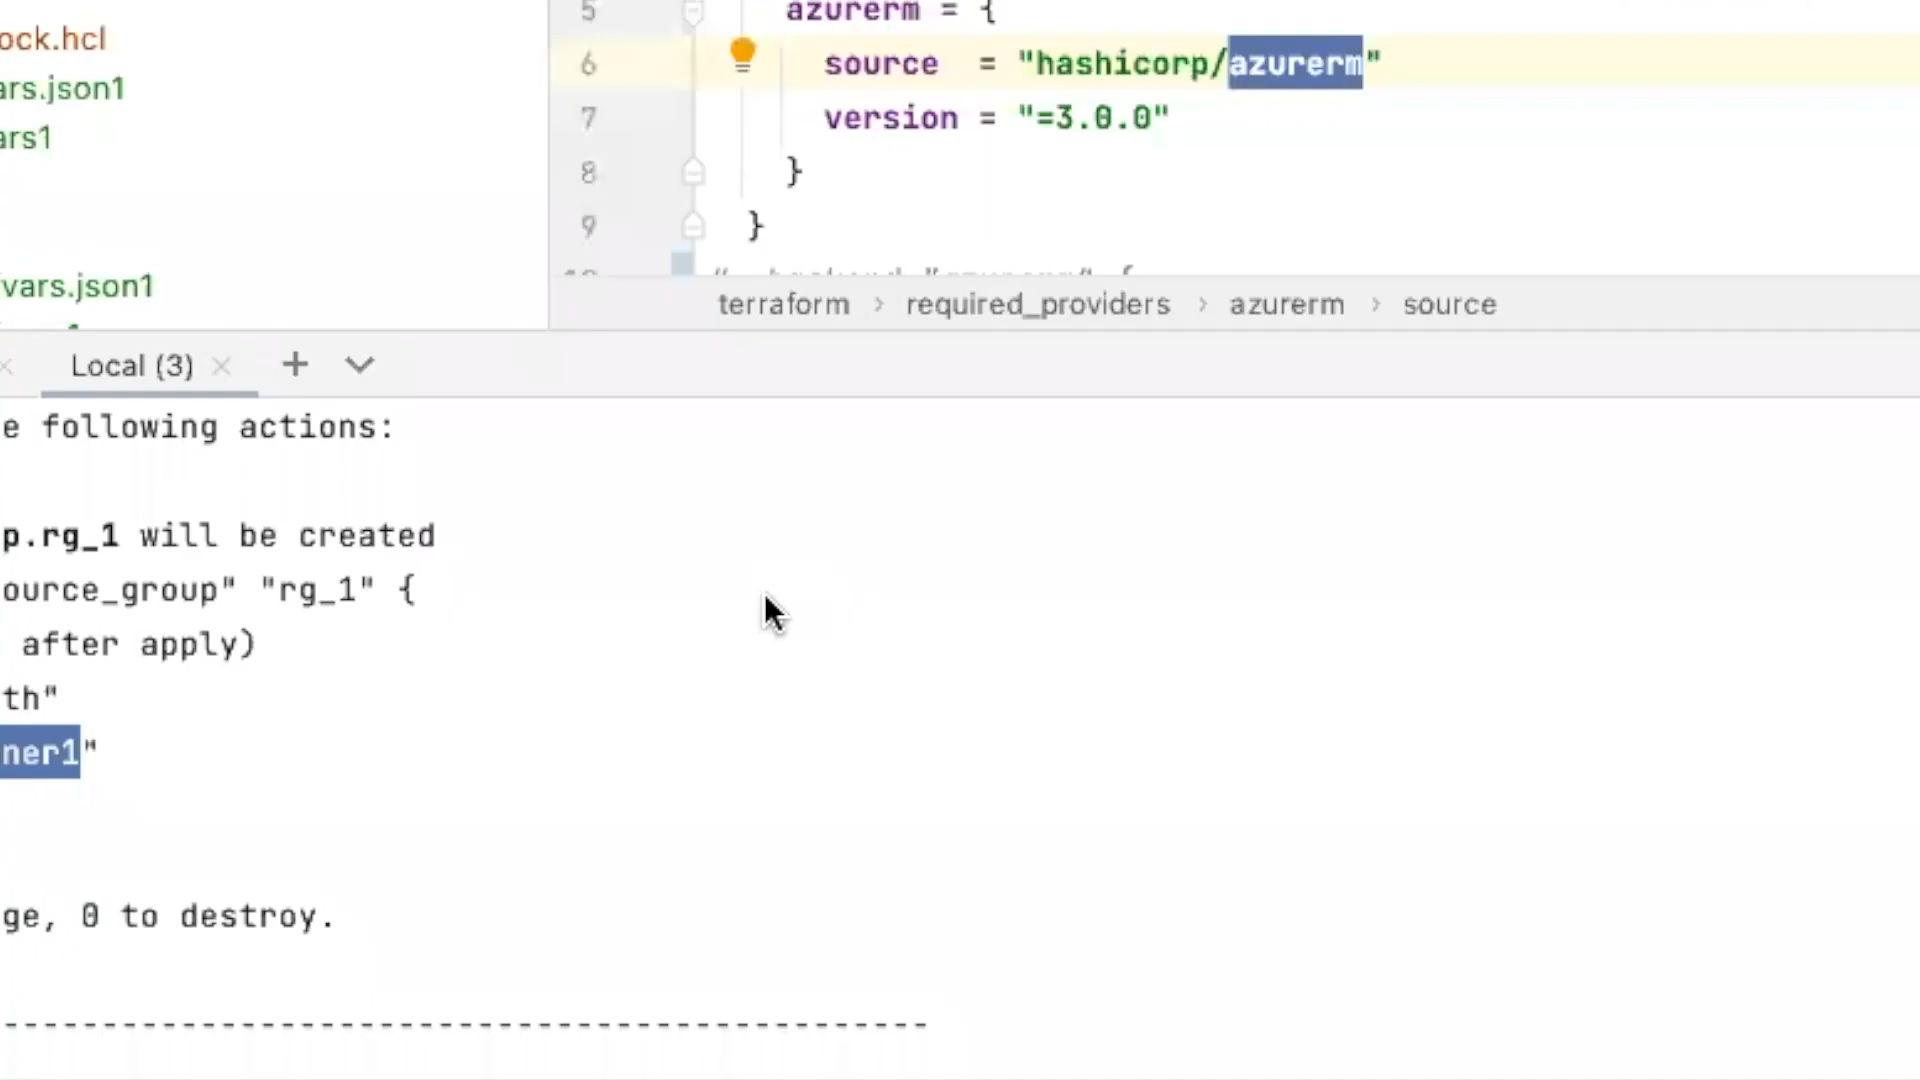 ock.hcl
ars.json1
ars1
vars.json1
5 azurerm = {
6 source = "hashicorp/azurerm"
7 version = "=3.0.0"
8 }
9 }
terraform > required_providers > azurerm > source
Local (3)
e following actions:
p.rg_1 will be created
ource_group" "rg_1" {
after apply)
th"
ner1"
ge, 0 to destroy.